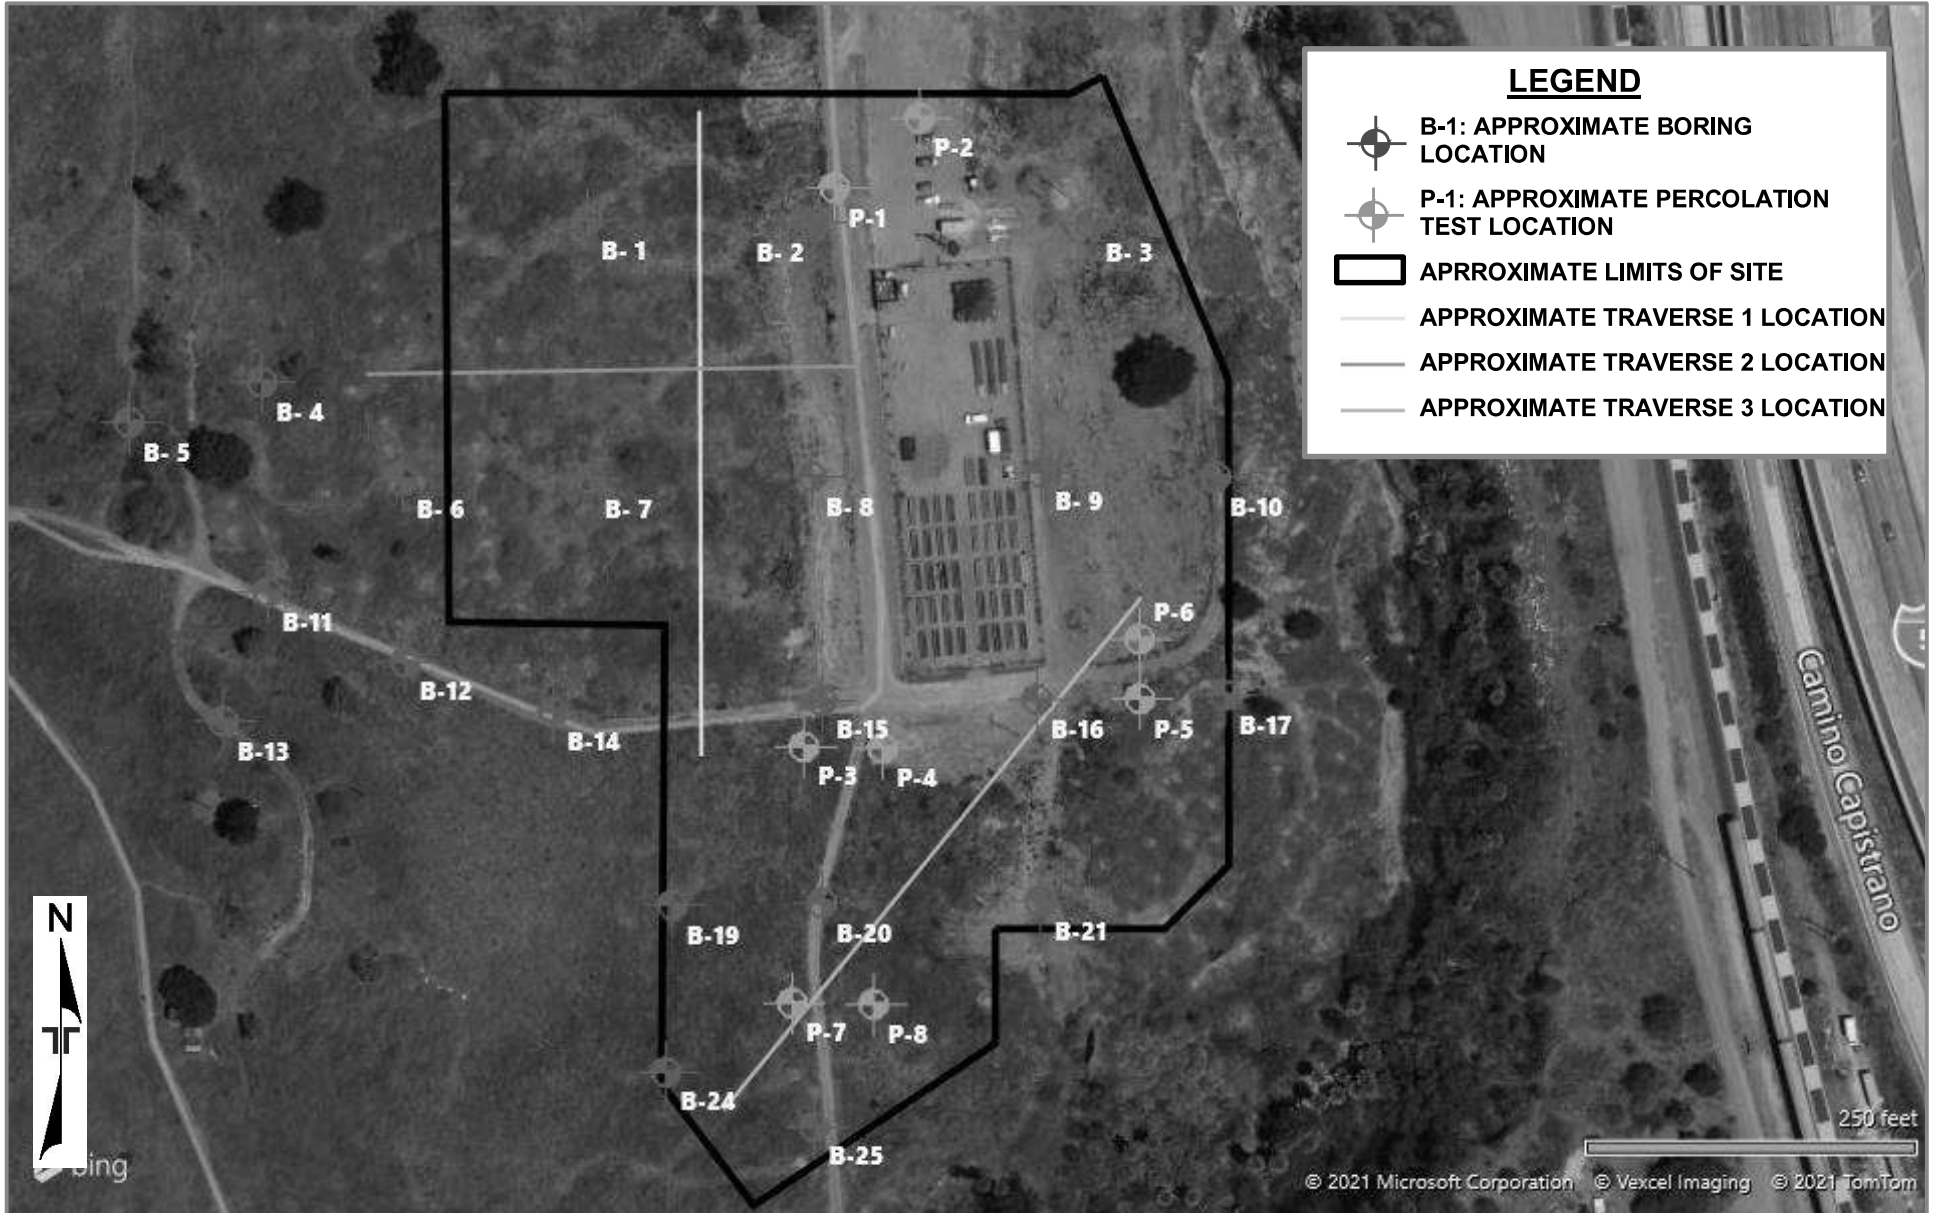 LEGEND
B-1: APPROXIMATE BORING
LOCATION
P-1: APPROXIMATE PERCOLATION
TEST LOCATION
APRROXIMATE LIMITS OF SITE
APPROXIMATE TRAVERSE 1 LOCATION
APPROXIMATE TRAVERSE 2 LOCATION
APPROXIMATE TRAVERSE 3 LOCATION
P-2
P-1
B- 1
B- 2
B- 3
B- 4
B- 5
B- 6
B- 7
B- 8
B- 9
B-10
B-11
P-6
B-12
B-13
B-14
B-15
B-16
P-5
B-17
P-3
P-4
B-19
B-20
B-21
P-7
P-8
B-24
B-25
5
Camino Capistrano
N
bing
250 feet
© 2021 Microsoft Corporation © Vexcel Imaging © 2021 TomTom